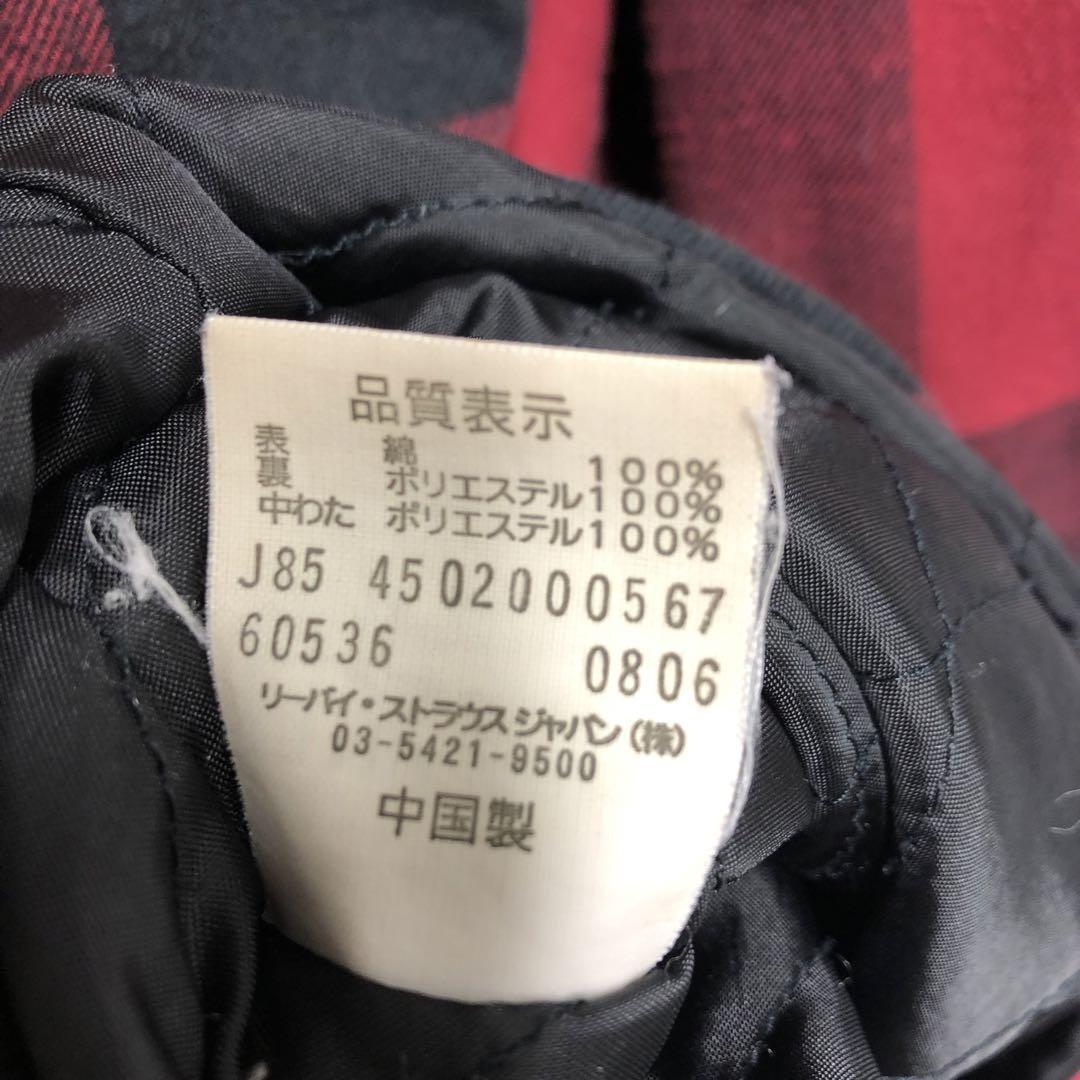 品質表示
表 綿 100%
裏 ポリエステル100%
中わた ポリエステル100%
J85 4502000567
60536 0806
リーバイ・ストラウスジャパン(株)
03-5421-9500
中国製